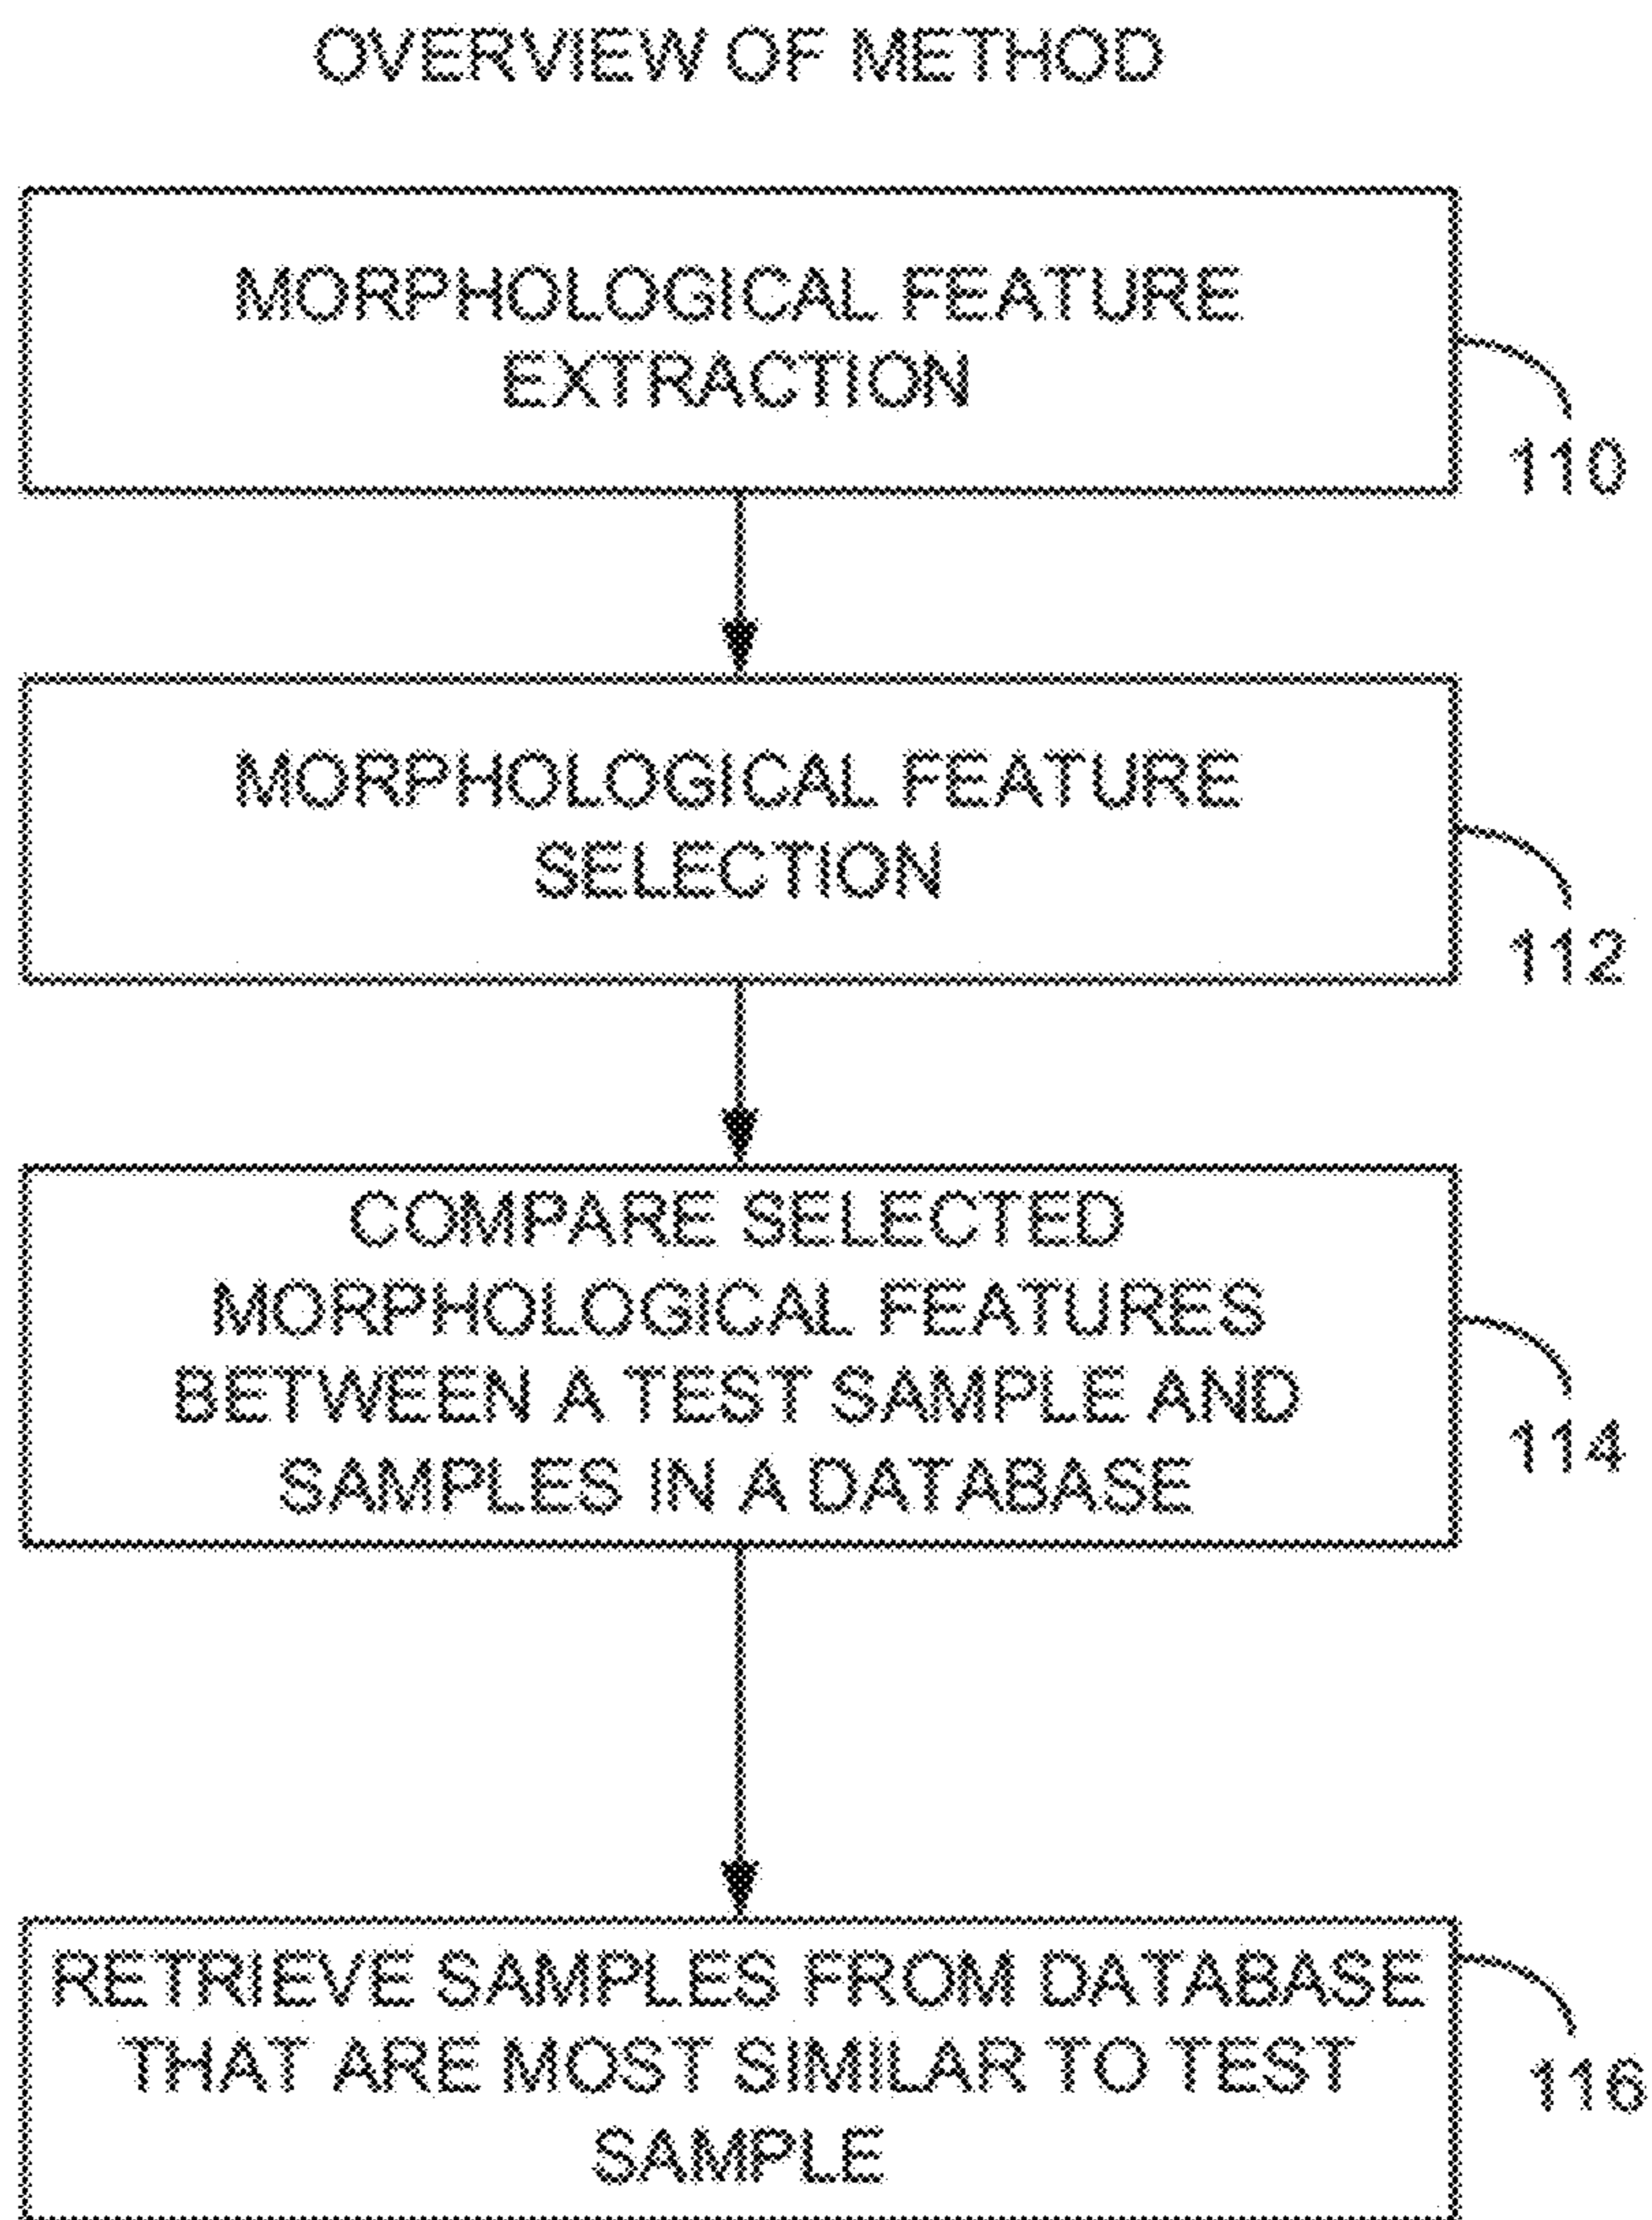 OVERVIEW OF METHOD
MORPHOLOGICAL FEATURE
EXTRACTION
110
MORPHOLOGICAL FEATURE
SELECTION
112
COMPARE SELECTED
MORPHOLOGICAL FEATURES
BETWEEN A TEST SAMPLE AND
SAMPLES IN A DATABASE
114
RETRIEVE SAMPLES FROM DATABASE
THAT ARE MOST SIMILAR TO TEST
SAMPLE
116